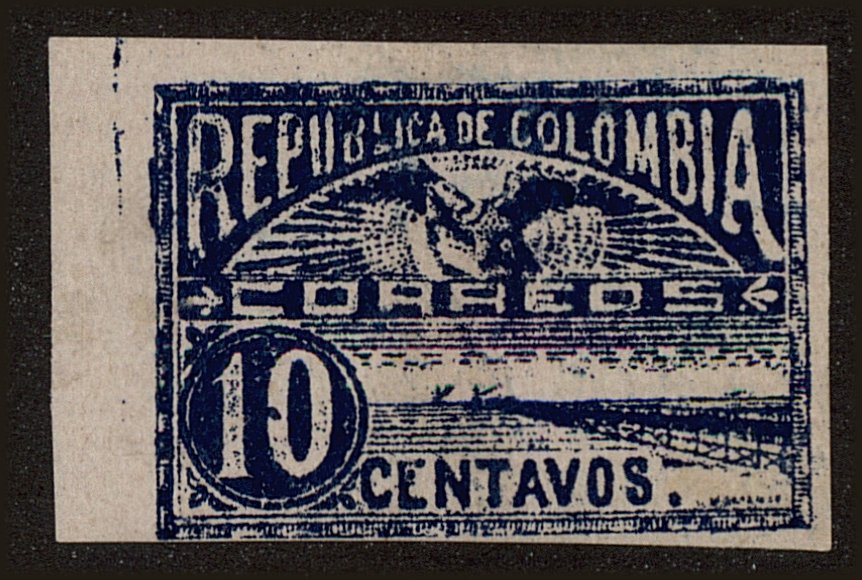 REPUBLICA DE COLOMBIA
CORREOS
10
CENTAVOS.